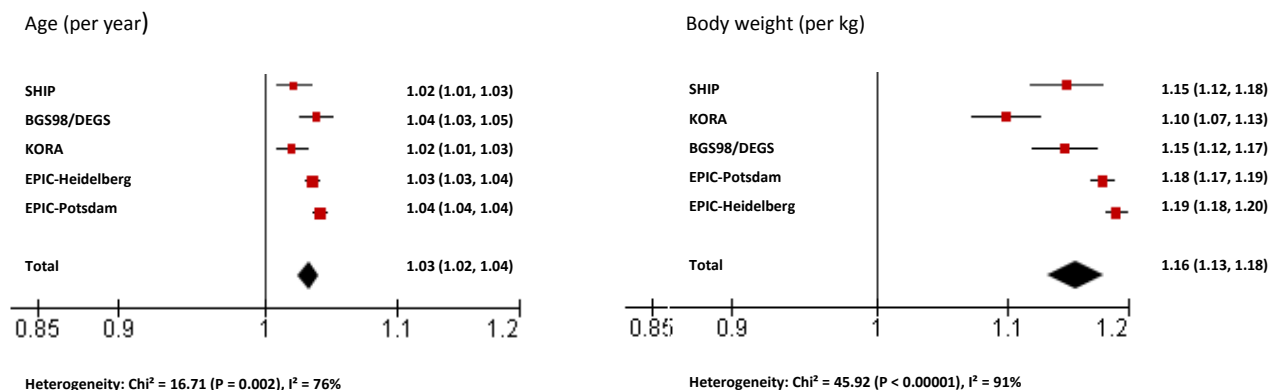 Age (per year)
SHIP 1.02 (1.01, 1.03)
BGS98/DEGS 1.04 (1.03, 1.05)
KORA 1.02 (1.01, 1.03)
EPIC-Heidelberg 1.03 (1.03, 1.04)
EPIC-Potsdam 1.04 (1.04, 1.04)
Total 1.03 (1.02, 1.04)
0.85 0.9 1 1.1 1.2
Heterogeneity: Chi² = 16.71 (P = 0.002), I² = 76%
Body weight (per kg)
SHIP 1.15 (1.12, 1.18)
KORA 1.10 (1.07, 1.13)
BGS98/DEGS 1.15 (1.12, 1.17)
EPIC-Potsdam 1.18 (1.17, 1.19)
EPIC-Heidelberg 1.19 (1.18, 1.20)
Total 1.16 (1.13, 1.18)
0.85 0.9 1 1.1 1.2
Heterogeneity: Chi² = 45.92 (P < 0.00001), I² = 91%